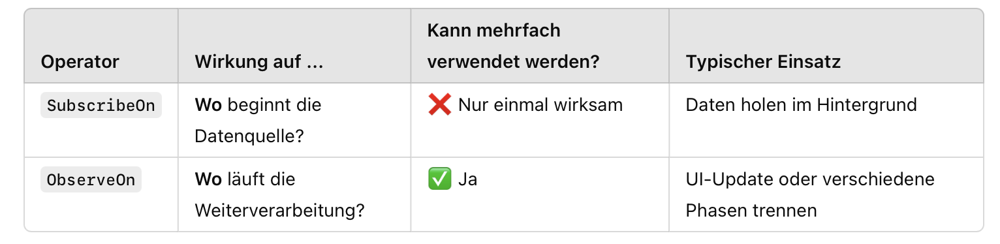 Operator
Wirkung auf …
Kann mehrfach
verwendet werden?
Typischer Einsatz
SubscribeOn
Wo beginnt die
Datenquelle?
❌ Nur einmal wirksam
Daten holen im Hintergrund
ObserveOn
Wo läuft die
Weiterverarbeitung?
✅ Ja
UI-Update oder verschiedene
Phasen trennen